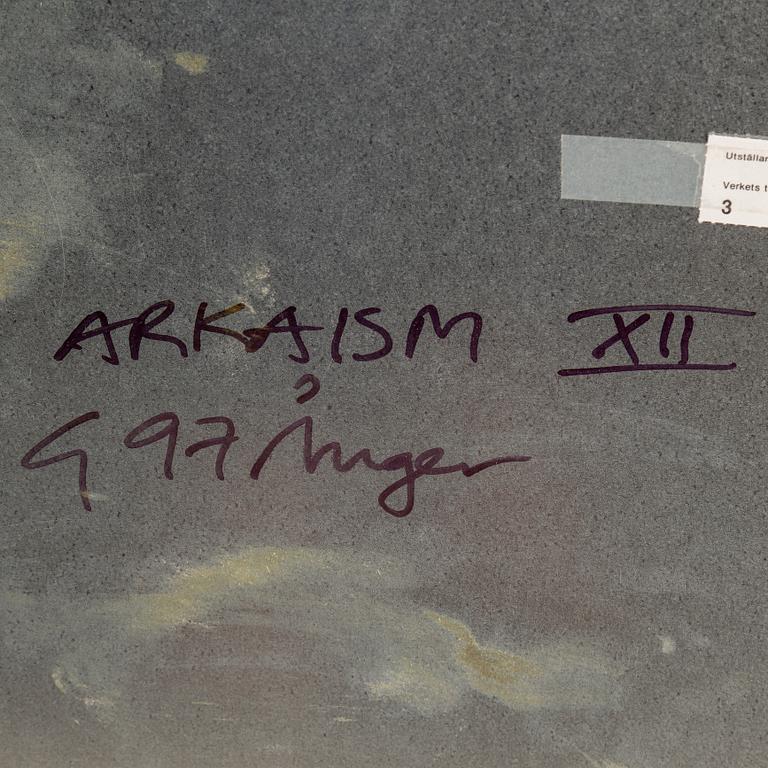 Utställar
Verkets t
3
ARKAISM XII
G 97 Ånger